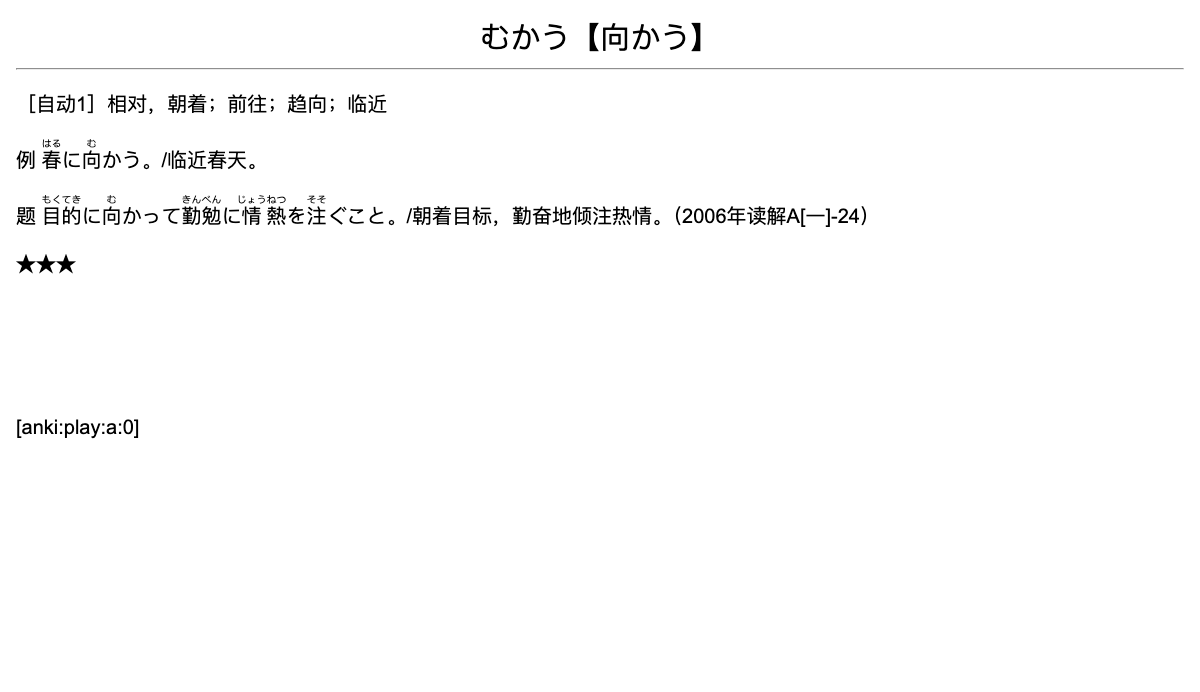 むかう【向かう】
［自动1］相对，朝着；前往；趋向；临近
はる む
例 春に向かう。/临近春天。
もくてき む きんべん じょうねつ そそ
题 目的に向かって勤勉に情熱を注ぐこと。/朝着目标，勤奋地倾注热情。（2006年读解A[一]-24）
★★★
[anki:play:a:0]